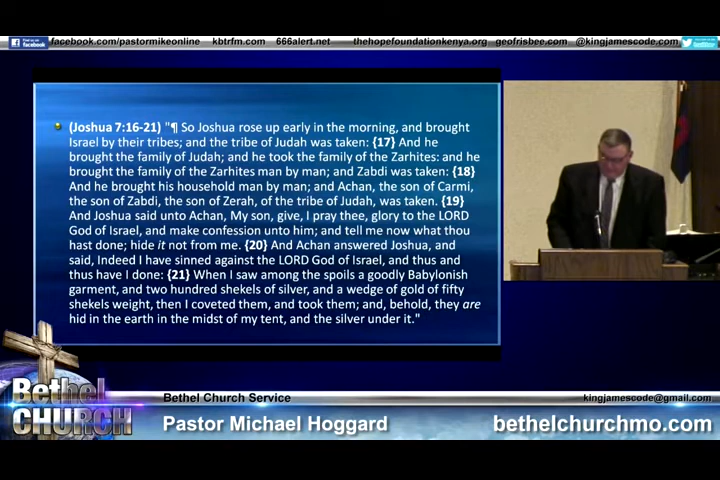 Find us on facebook
facebook.com/pastormikeonline kbtrfm.com 666alert.net thehopefoundationkenya.org geofrisbee.com @kingjamescode.com
twitter
(Joshua 7:16-21) "¶ So Joshua rose up early in the morning, and brought
Israel by their tribes; and the tribe of Judah was taken: {17} And he
brought the family of Judah; and he took the family of the Zarhites: and he
brought the family of the Zarhites man by man; and Zabdi was taken: {18}
And he brought his household man by man; and Achan, the son of Carmi,
the son of Zabdi, the son of Zerah, of the tribe of Judah, was taken. {19}
And Joshua said unto Achan, My son, give, I pray thee, glory to the LORD
God of Israel, and make confession unto him; and tell me now what thou
hast done; hide it not from me. {20} And Achan answered Joshua, and
said, Indeed I have sinned against the LORD God of Israel, and thus and
thus have I done: {21} When I saw among the spoils a goodly Babylonish
garment, and two hundred shekels of silver, and a wedge of gold of fifty
shekels weight, then I coveted them, and took them; and, behold, they are
hid in the earth in the midst of my tent, and the silver under it."
Bethel
CHURCH
Bethel Church Service kingjamescode@gmail.com
Pastor Michael Hoggard bethelchurchmo.com